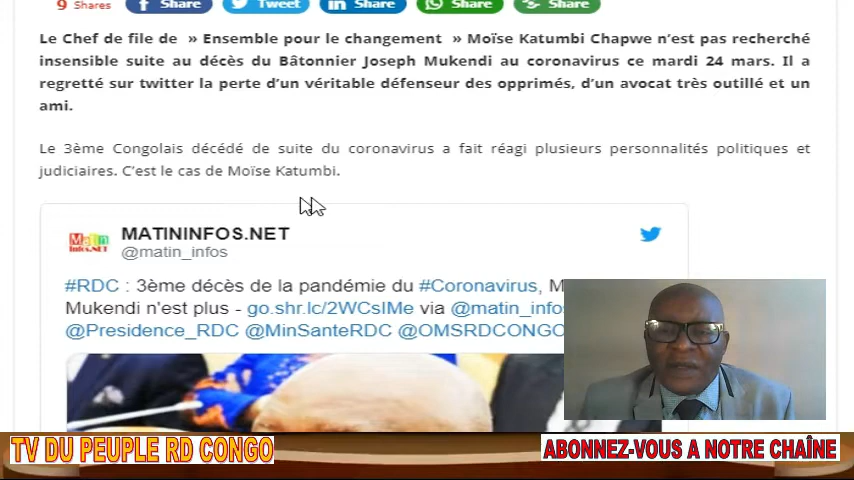 9 Shares Share Tweet Share Share Share
Le Chef de file de » Ensemble pour le changement » Moïse Katumbi Chapwe n'est pas recherché
insensible suite au décès du Bâtonnier Joseph Mukendi au coronavirus ce mardi 24 mars. Il a
regretté sur twitter la perte d'un véritable défenseur des opprimés, d'un avocat très outillé et un
ami.
Le 3ème Congolais décédé de suite du coronavirus a fait réagi plusieurs personnalités politiques et
judiciaires. C'est le cas de Moïse Katumbi.
Matin Infos.NET
MATININFOS.NET
@matin_infos
#RDC : 3ème décès de la pandémie du #Coronavirus,
Mukendi n'est plus - go.shr.lc/2WCsIMe via @matin_infos
@Presidence_RDC @MinSanteRDC @OMSRDCONGO
TV DU PEUPLE RD CONGO
ABONNEZ-VOUS A NOTRE CHAÎNE